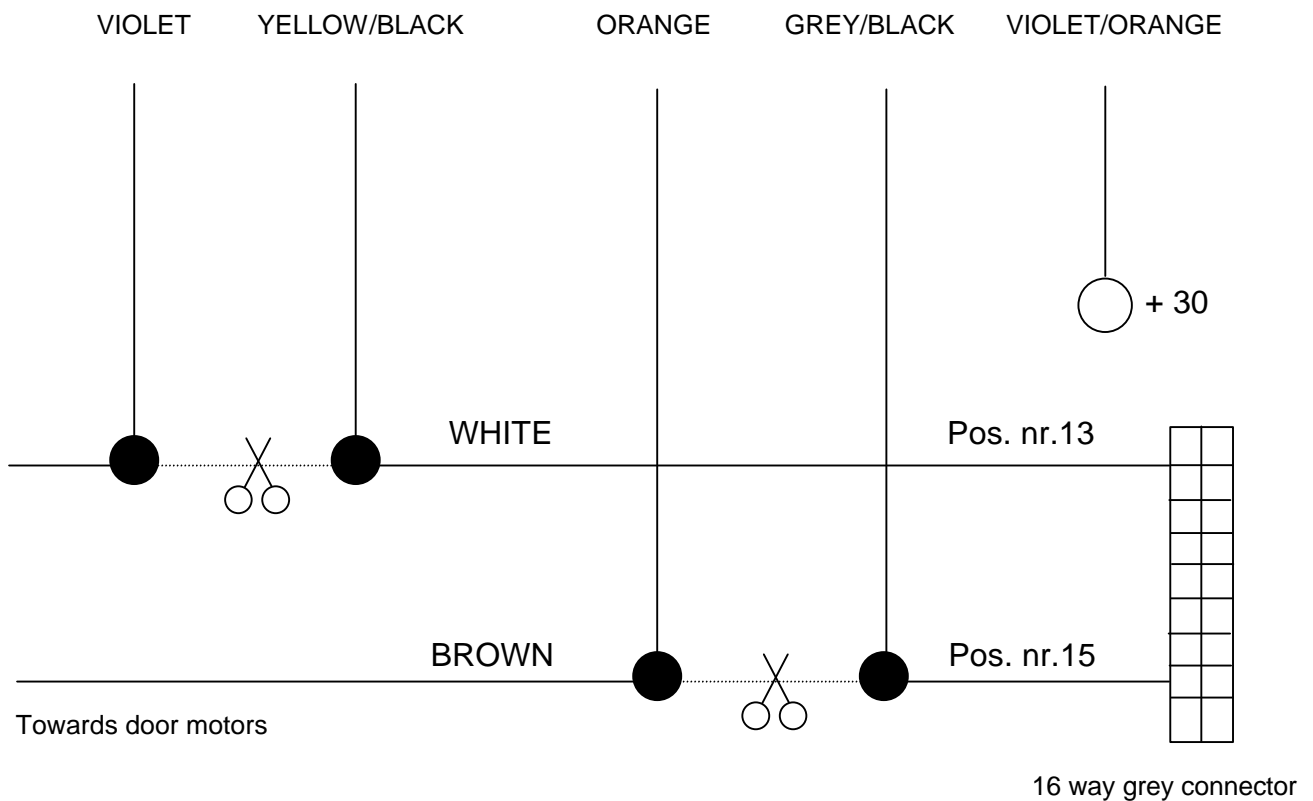 VIOLET YELLOW/BLACK ORANGE GREY/BLACK VIOLET/ORANGE
+ 30
WHITE Pos. nr.13
BROWN Pos. nr.15
Towards door motors
16 way grey connector